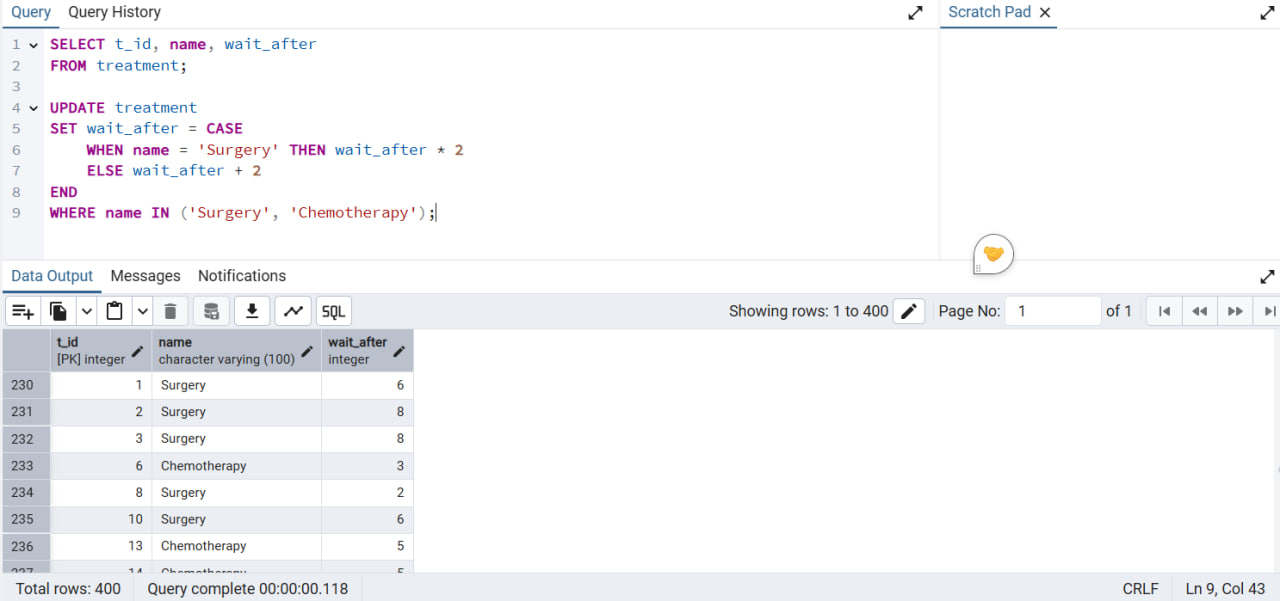 Query Query History Scratch Pad
1 SELECT t_id, name, wait_after
2 FROM treatment;
3
4 UPDATE treatment
5 SET wait_after = CASE
6 WHEN name = 'Surgery' THEN wait_after * 2
7 ELSE wait_after + 2
8 END
9 WHERE name IN ('Surgery', 'Chemotherapy');
Data Output Messages Notifications
SQL Showing rows: 1 to 400 Page No: 1 of 1
t_id name wait_after
[PK] integer character varying (100) integer
230 1 Surgery 6
231 2 Surgery 8
232 3 Surgery 8
233 6 Chemotherapy 3
234 8 Surgery 2
235 10 Surgery 6
236 13 Chemotherapy 5
237 14 Chemotherapy 5
Total rows: 400 Query complete 00:00:00.118 CRLF Ln 9, Col 43